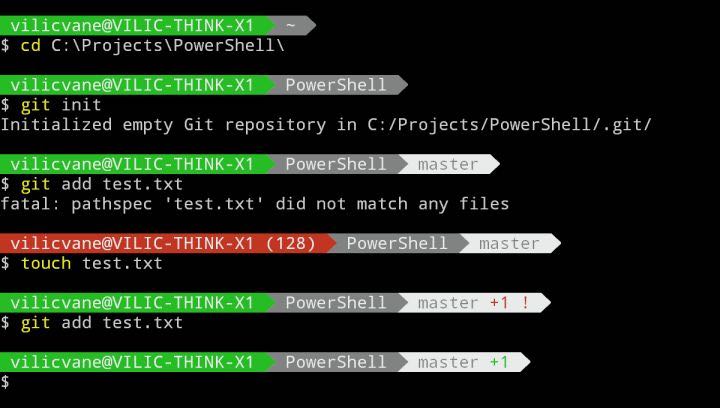 vilicvane@VILIC-THINK-X1 ~
$ cd C:\Projects\PowerShell\
vilicvane@VILIC-THINK-X1 PowerShell
$ git init
Initialized empty Git repository in C:/Projects/PowerShell/.git/
vilicvane@VILIC-THINK-X1 PowerShell master
$ git add test.txt
fatal: pathspec 'test.txt' did not match any files
vilicvane@VILIC-THINK-X1 (128) PowerShell master
$ touch test.txt
vilicvane@VILIC-THINK-X1 PowerShell master +1 !
$ git add test.txt
vilicvane@VILIC-THINK-X1 PowerShell master +1
$